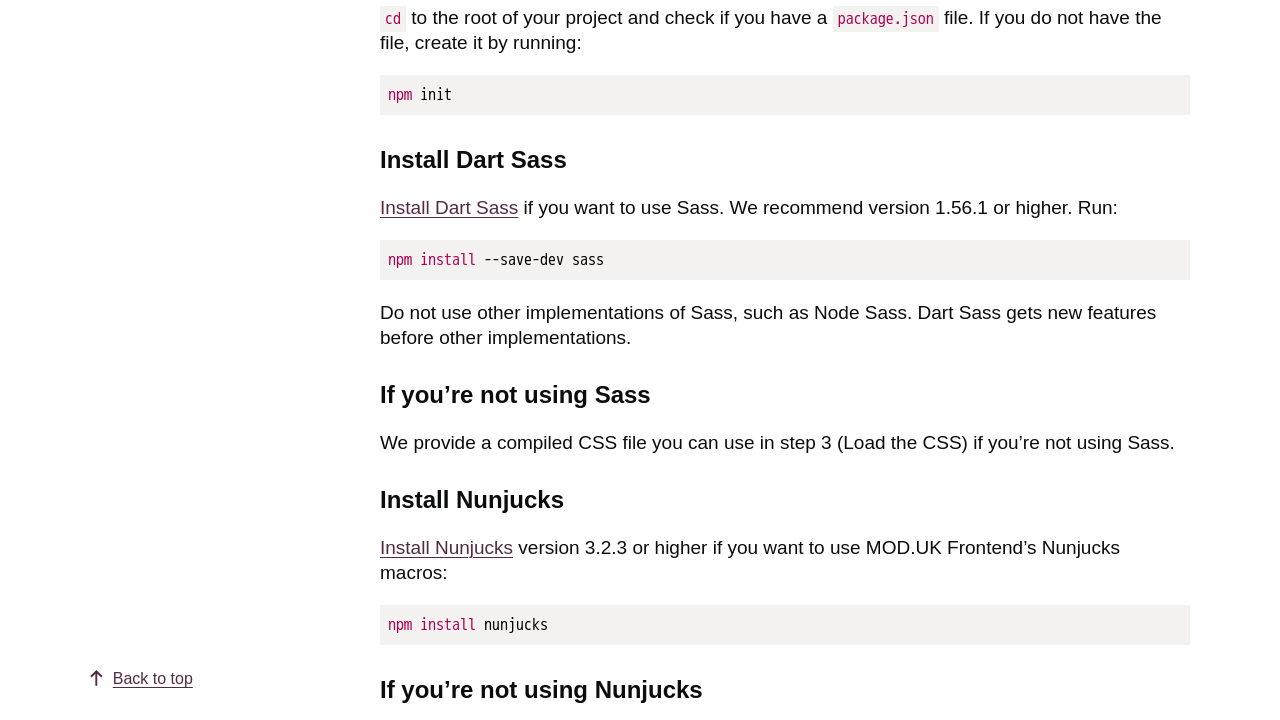 cd to the root of your project and check if you have a package.json file. If you do not have the
file, create it by running:
npm init
Install Dart Sass
Install Dart Sass if you want to use Sass. We recommend version 1.56.1 or higher. Run:
npm install --save-dev sass
Do not use other implementations of Sass, such as Node Sass. Dart Sass gets new features
before other implementations.
If you’re not using Sass
We provide a compiled CSS file you can use in step 3 (Load the CSS) if you’re not using Sass.
Install Nunjucks
Install Nunjucks version 3.2.3 or higher if you want to use MOD.UK Frontend’s Nunjucks
macros:
npm install nunjucks
Back to top
If you’re not using Nunjucks